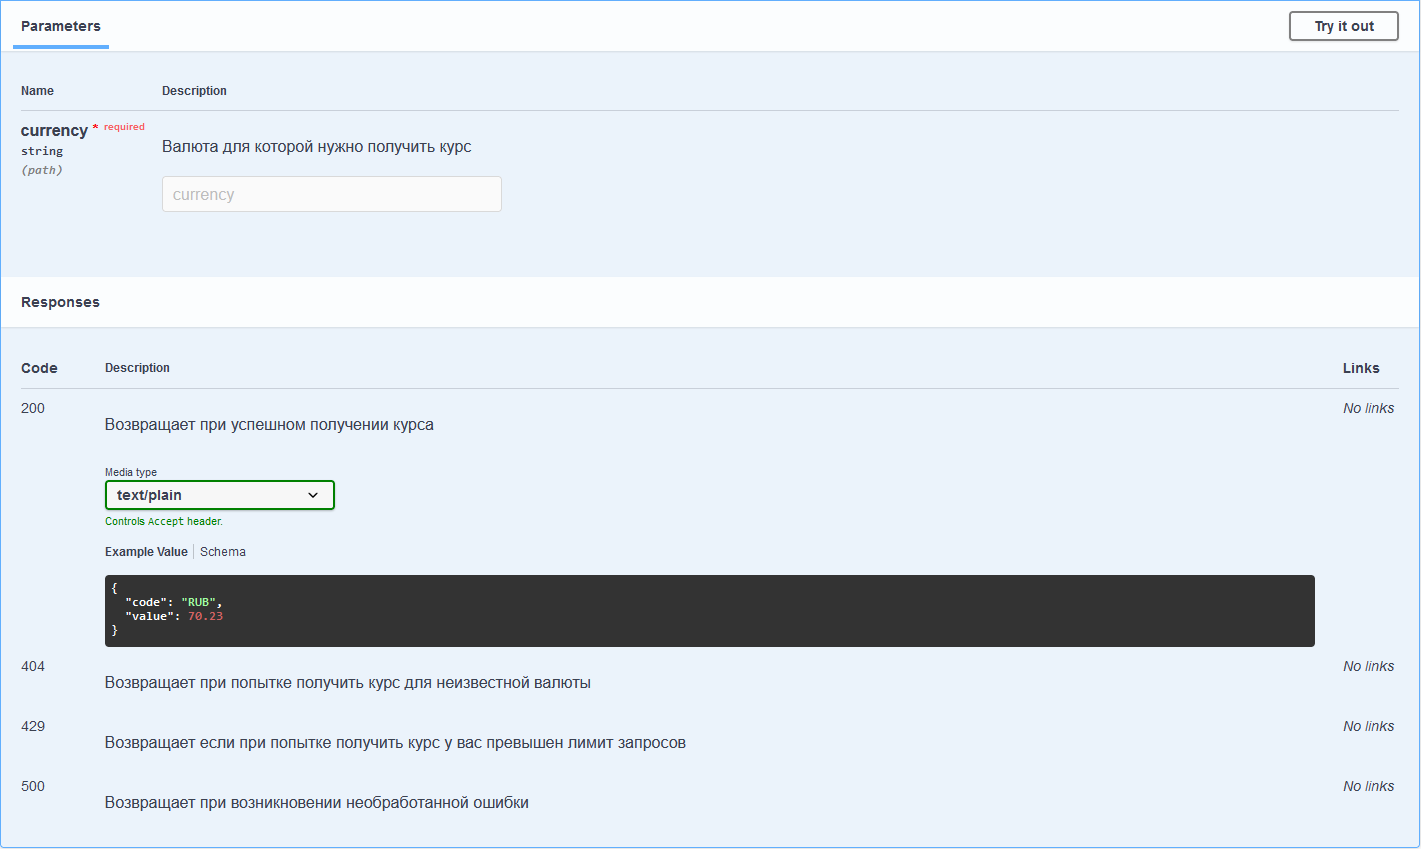 Parameters
Try it out
Name Description
currency * required
string
(path)
Валюта для которой нужно получить курс
currency
Responses
Code Description Links
200 No links
Возвращает при успешном получении курса
Media type
text/plain
Controls Accept header.
Example Value Schema
{
"code": "RUB",
"value": 70.23
}
404 No links
Возвращает при попытке получить курс для неизвестной валюты
429 No links
Возвращает если при попытке получить курс у вас превышен лимит запросов
500 No links
Возвращает при возникновении необработанной ошибки